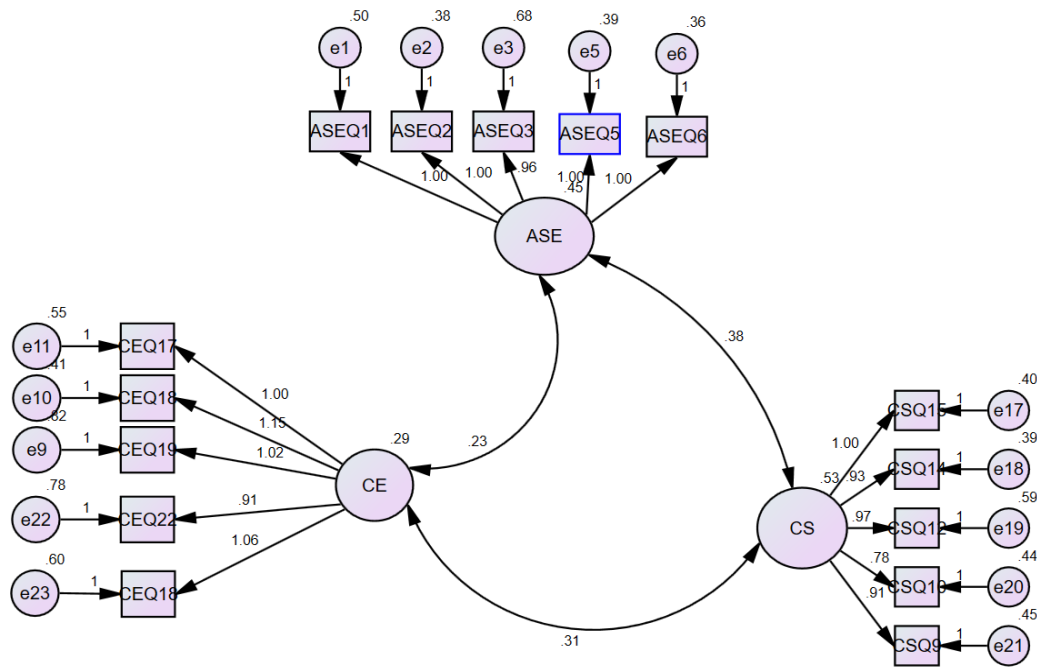 .50
.38
.68
.39
.36
e1
e2
e3
e5
e6
1
1
1
1
1
ASEQ1
ASEQ2
ASEQ3
ASEQ5
ASEQ6
1.00
1.00
.96
1.00
1.00
.45
ASE
.55
e11
1
CEQ17
.41
e10
1
CEQ18
e9
1
CEQ19
.78
e22
1
CEQ22
.60
e23
1
CEQ18
1.00
1.15
1.02
.91
1.06
.29
CE
.23
.38
.31
.53
CS
1.00
.93
.97
.78
.91
CSQ15
1
e17
.40
CSQ14
1
e18
.39
CSQ12
1
e19
.59
1
e20
.44
CSQ9
1
e21
.45